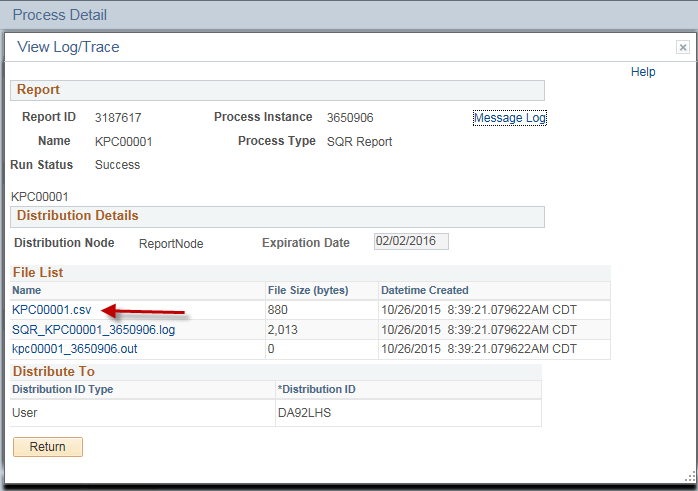 Process Detail
View Log/Trace
Help
Report
Report ID 3187617 Process Instance 3650906 Message Log
Name KPC00001 Process Type SQR Report
Run Status Success
KPC00001
Distribution Details
Distribution Node ReportNode Expiration Date 02/02/2016
File List
Name File Size (bytes) Datetime Created
KPC00001.csv 880 10/26/2015 8:39:21.079622AM CDT
SQR_KPC00001_3650906.log 2,013 10/26/2015 8:39:21.079622AM CDT
kpc00001_3650906.out 0 10/26/2015 8:39:21.079622AM CDT
Distribute To
Distribution ID Type *Distribution ID
User DA92LHS
Return